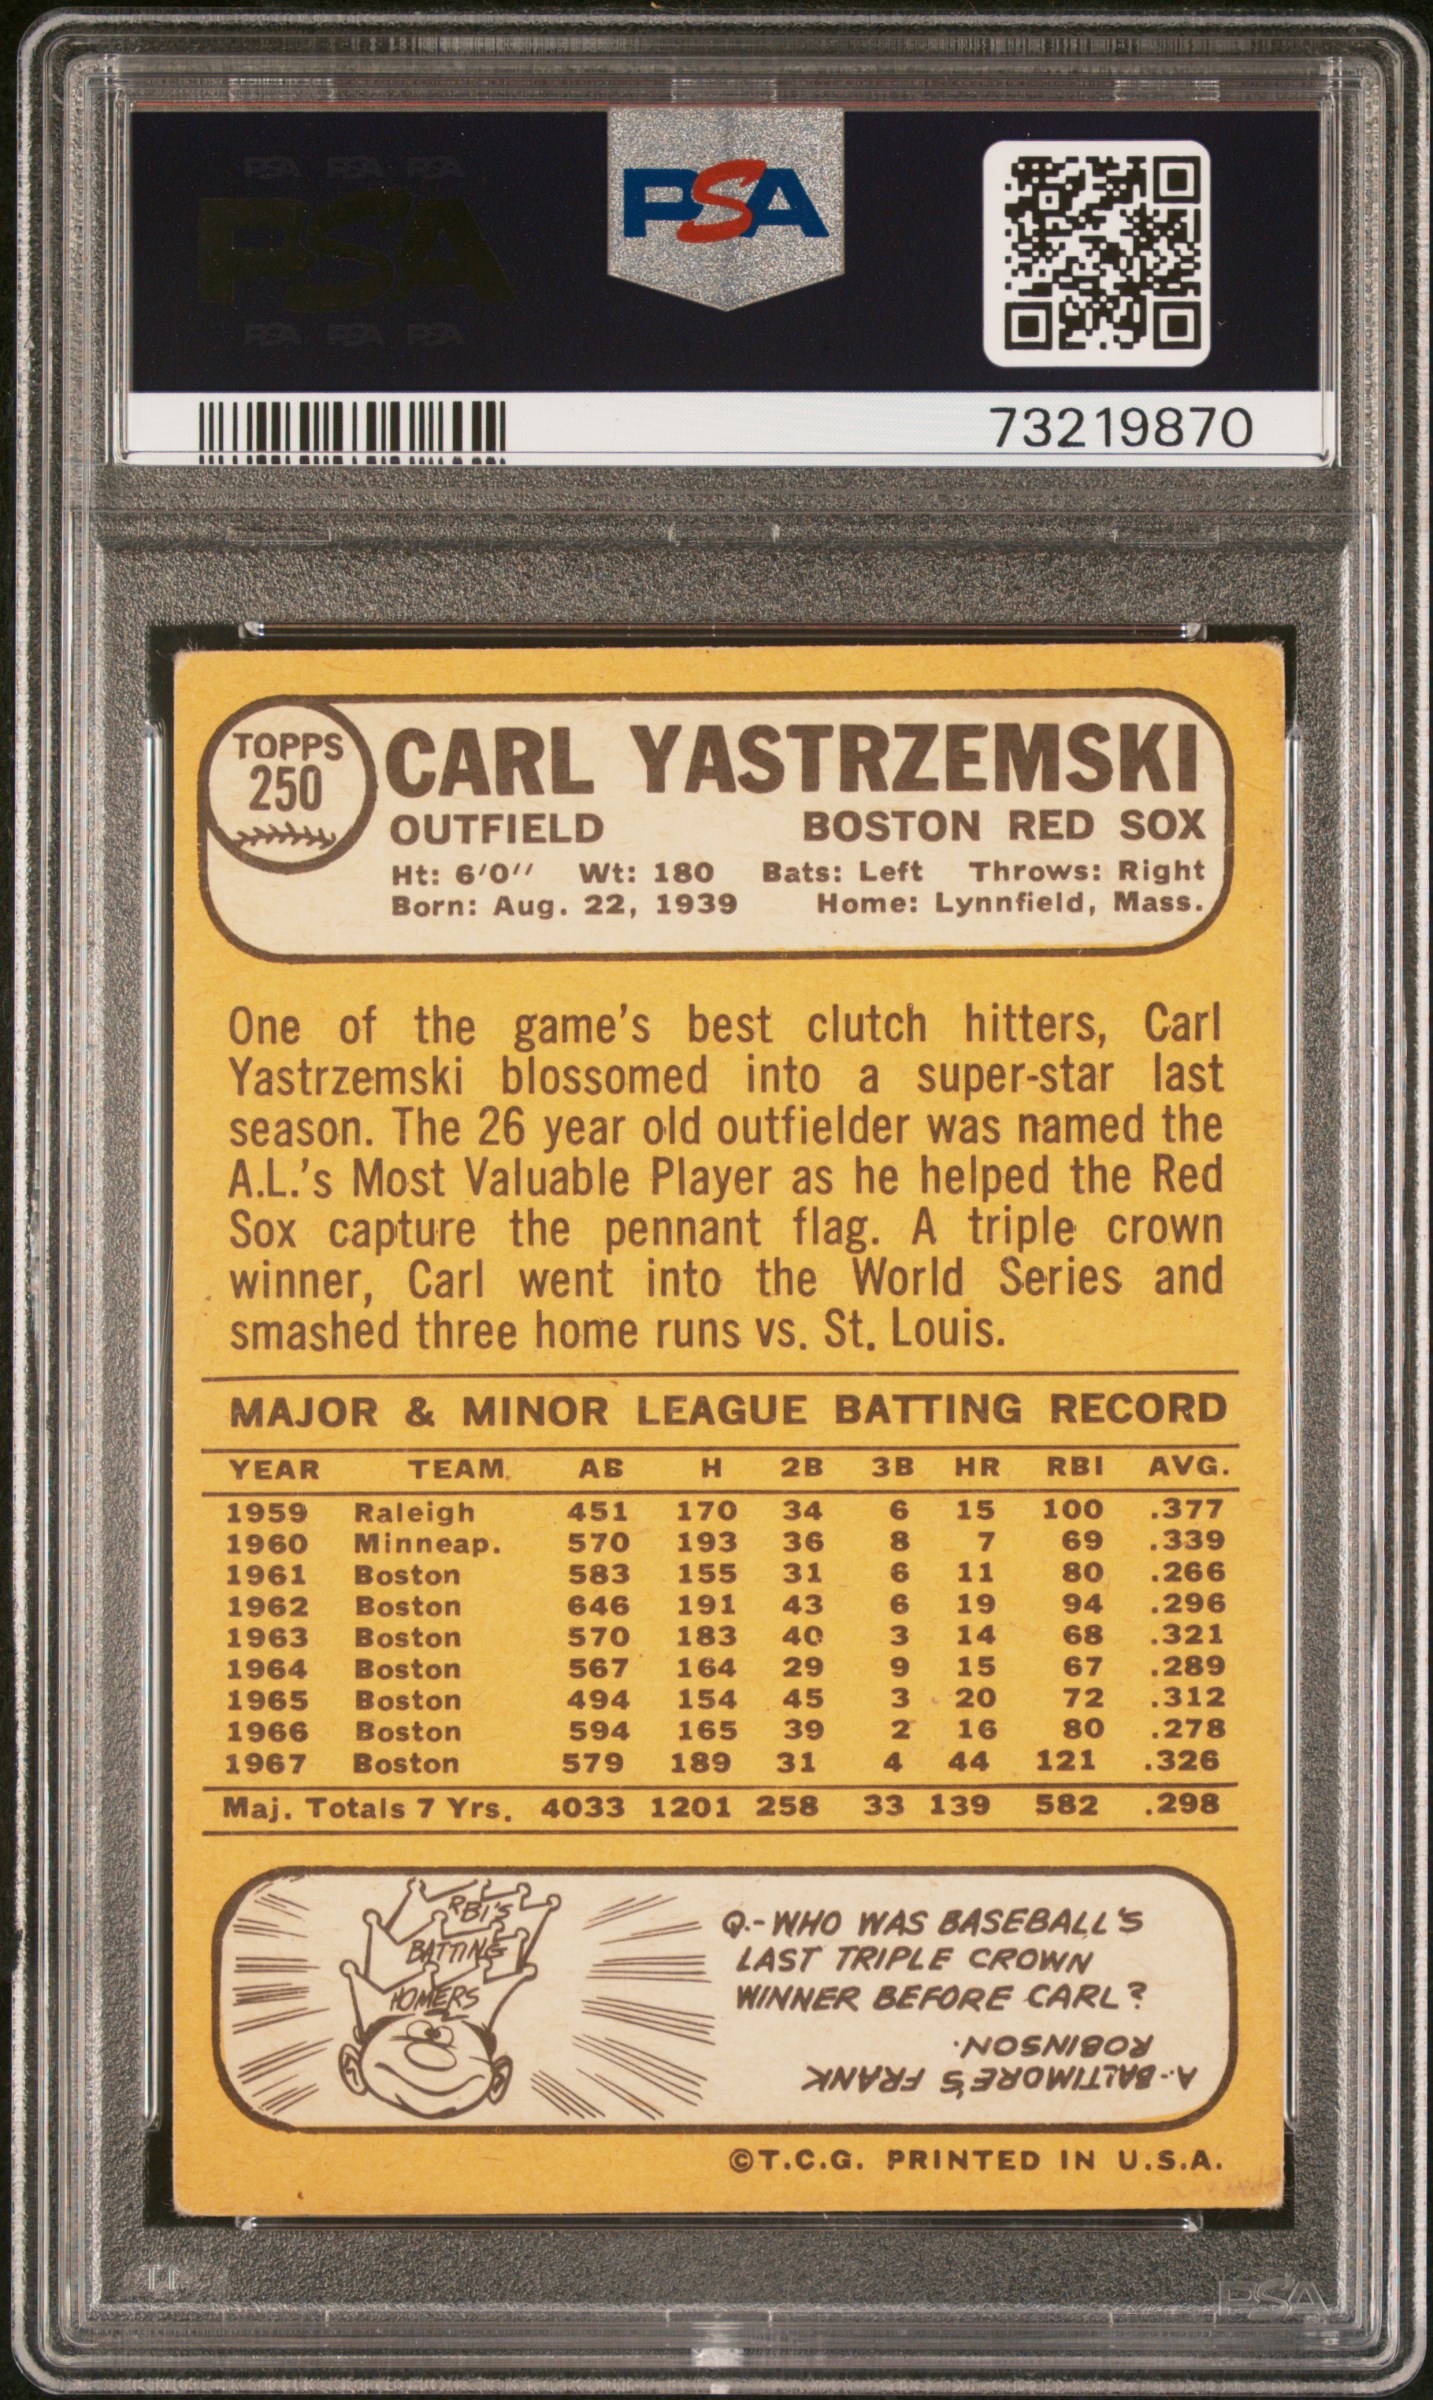 PSA PSA PSA
PSA
PSA PSA PSA
PSA
73219870
TOPPS
250
CARL YASTRZEMSKI
OUTFIELD BOSTON RED SOX
Ht: 6'0'' Wt: 180 Bats: Left Throws: Right
Born: Aug. 22, 1939 Home: Lynnfield, Mass.
One of the game's best clutch hitters, Carl
Yastrzemski blossomed into a super-star last
season. The 26 year old outfielder was named the
A.L.'s Most Valuable Player as he helped the Red
Sox capture the pennant flag. A triple crown
winner, Carl went into the World Series and
smashed three home runs vs. St. Louis.
MAJOR & MINOR LEAGUE BATTING RECORD
YEAR TEAM AB H 2B 3B HR RBI AVG.
1959 Raleigh 451 170 34 6 15 100 .377
1960 Minneap. 570 193 36 8 7 69 .339
1961 Boston 583 155 31 6 11 80 .266
1962 Boston 646 191 43 6 19 94 .296
1963 Boston 570 183 40 3 14 68 .321
1964 Boston 567 164 29 9 15 67 .289
1965 Boston 494 154 45 3 20 72 .312
1966 Boston 594 165 39 2 16 80 .278
1967 Boston 579 189 31 4 44 121 .326
Maj. Totals 7 Yrs. 4033 1201 258 33 139 582 .298
RBI'S
BATTING
HOMERS
Q.-WHO WAS BASEBALL'S
LAST TRIPLE CROWN
WINNER BEFORE CARL?
A.-BALTIMORE'S FRANK
ROBINSON.
©T.C.G. PRINTED IN U.S.A.
PSA